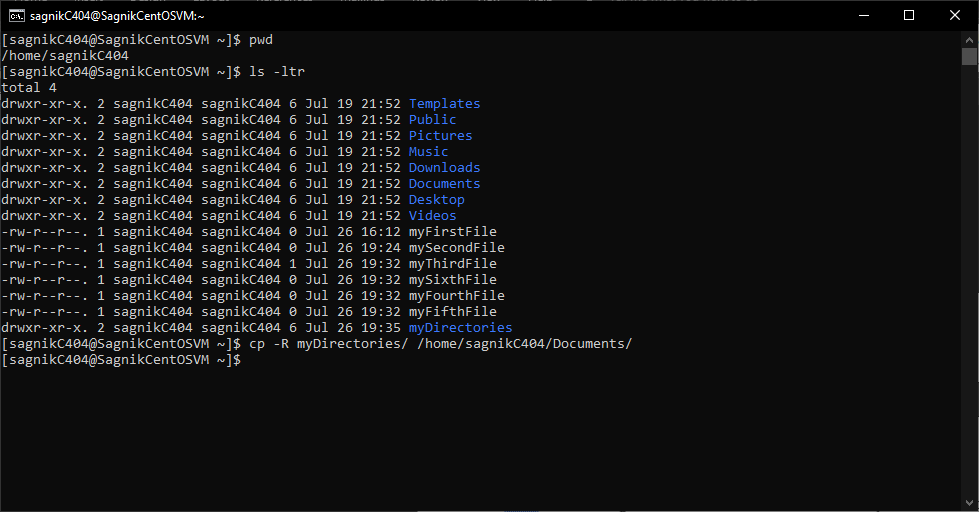 sagnikC404@SagnikCentOSVM:~
[sagnikC404@SagnikCentOSVM ~]$ pwd
/home/sagnikC404
[sagnikC404@SagnikCentOSVM ~]$ ls -ltr
total 4
drwxr-xr-x. 2 sagnikC404 sagnikC404 6 Jul 19 21:52 Templates
drwxr-xr-x. 2 sagnikC404 sagnikC404 6 Jul 19 21:52 Public
drwxr-xr-x. 2 sagnikC404 sagnikC404 6 Jul 19 21:52 Pictures
drwxr-xr-x. 2 sagnikC404 sagnikC404 6 Jul 19 21:52 Music
drwxr-xr-x. 2 sagnikC404 sagnikC404 6 Jul 19 21:52 Downloads
drwxr-xr-x. 2 sagnikC404 sagnikC404 6 Jul 19 21:52 Documents
drwxr-xr-x. 2 sagnikC404 sagnikC404 6 Jul 19 21:52 Desktop
drwxr-xr-x. 2 sagnikC404 sagnikC404 6 Jul 19 21:52 Videos
-rw-r--r--. 1 sagnikC404 sagnikC404 0 Jul 26 16:12 myFirstFile
-rw-r--r--. 1 sagnikC404 sagnikC404 0 Jul 26 19:24 mySecondFile
-rw-r--r--. 1 sagnikC404 sagnikC404 1 Jul 26 19:32 myThirdFile
-rw-r--r--. 1 sagnikC404 sagnikC404 0 Jul 26 19:32 mySixthFile
-rw-r--r--. 1 sagnikC404 sagnikC404 0 Jul 26 19:32 myFourthFile
-rw-r--r--. 1 sagnikC404 sagnikC404 0 Jul 26 19:32 myFifthFile
drwxr-xr-x. 2 sagnikC404 sagnikC404 6 Jul 26 19:35 myDirectories
[sagnikC404@SagnikCentOSVM ~]$ cp -R myDirectories/ /home/sagnikC404/Documents/
[sagnikC404@SagnikCentOSVM ~]$